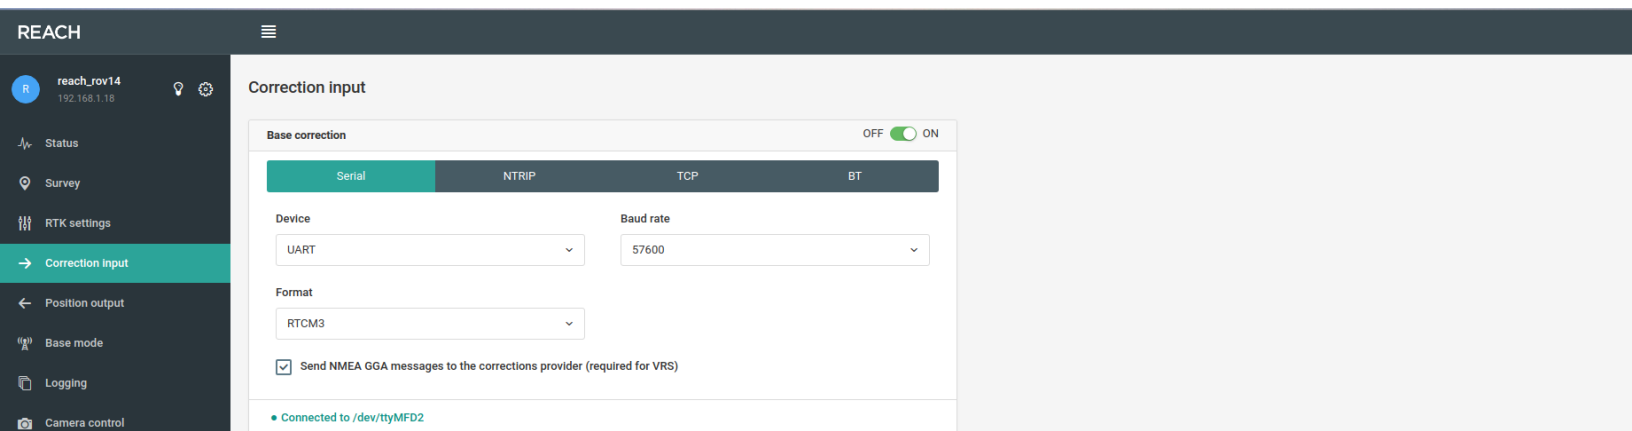 REACH
R
reach_rov14
192.168.1.18
Status
Survey
RTK settings
Correction input
Position output
Base mode
Logging
Camera control
Correction input
Base correction
OFF ON
Serial NTRIP TCP BT
Device Baud rate
UART 57600
Format
RTCM3
Send NMEA GGA messages to the corrections provider (required for VRS)
Connected to /dev/ttyMFD2